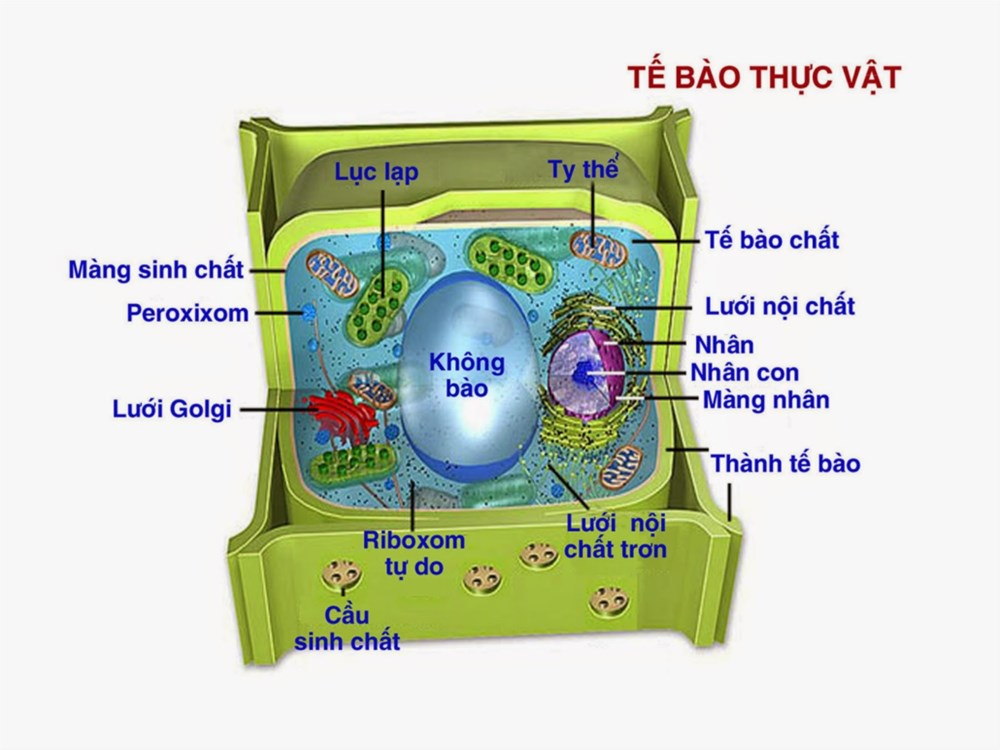 TẾ BÀO THỰC VẬT
Lục lạp
Ty thể
Tế bào chất
Màng sinh chất
Peroxixom
Lưới nội chất
Nhân
Không
bào
Nhân con
Màng nhân
Lưới Golgi
Thành tế bào
Riboxom
tự do
Lưới nội
chất trơn
Cầu
sinh chất